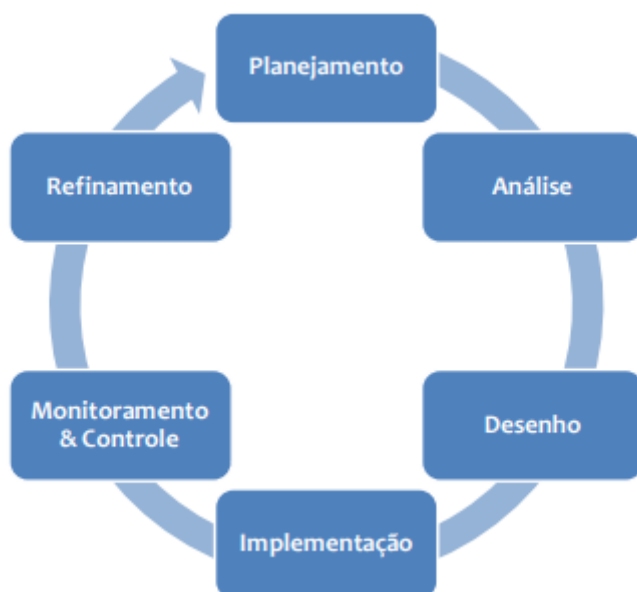 Planejamento
Análise
Desenho
Implementação
Monitoramento
& Controle
Refinamento